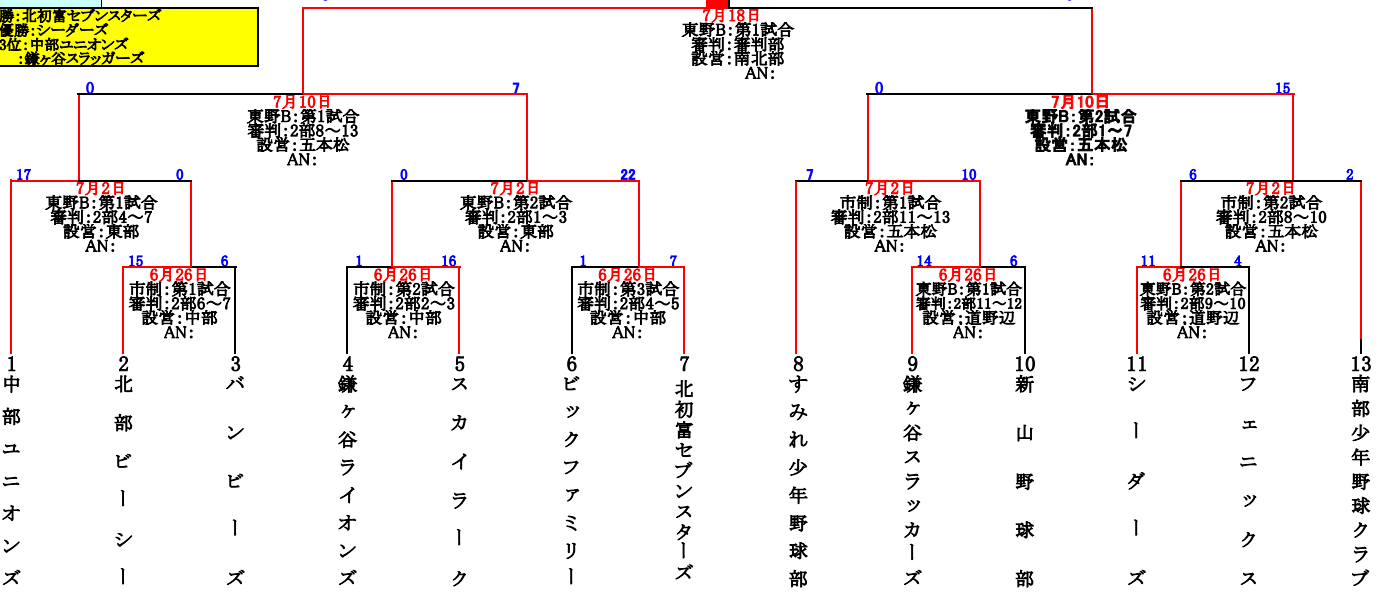 勝:北初富セブンスターズ
優勝:シーダーズ
3位:中部ユニオンズ
:鎌ヶ谷スラッガーズ
7月18日
東野B:第1試合
審判:審判部
設営:南北部
AN:
0 7
7月10日
東野B:第1試合
審判:2部8～13
設営:五本松
AN:
0 15
7月10日
東野B:第2試合
審判:2部1～7
設営:五本松
AN:
17 0
7月2日
東野B:第1試合
審判:2部4～7
設営:東部
AN:
0 22
7月2日
東野B:第2試合
審判:2部1～3
設営:東部
AN:
7 10
7月2日
市制:第1試合
審判:2部11～13
設営:五本松
AN:
6 2
7月2日
市制:第2試合
審判:2部8～10
設営:五本松
AN:
15 6
6月26日
市制:第1試合
審判:2部6～7
設営:中部
AN:
1 16
6月26日
市制:第2試合
審判:2部2～3
設営:中部
AN:
1 7
6月26日
市制:第3試合
審判:2部4～5
設営:中部
AN:
14 6
6月26日
東野B:第1試合
審判:2部11～12
設営:道野辺
AN:
11 4
6月26日
東野B:第2試合
審判:2部9～10
設営:道野辺
AN:
1
中部ユニオンズ
2
北部ビーシー
3
バンビーズ
4
鎌ヶ谷ライオンズ
5
スカイラーク
6
ビックファミリー
7
北初富セブンスターズ
8
すみれ少年野球部
9
鎌ケ谷スラッカーズ
10
新山野球部
11
シーダーズ
12
フェニックス
13
南部少年野球クラブ